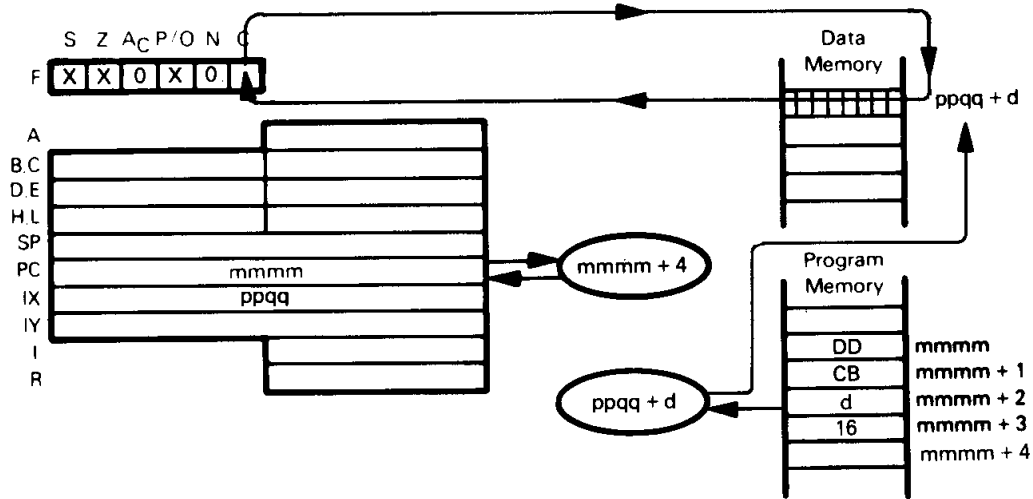 S Z AC P/O N C
F X X 0 X 0
Data
Memory
ppqq + d
A
B,C
D,E
H,L
SP
PC mmmm
mmmm + 4
IX ppqq
IY
I
R
Program
Memory
DD mmmm
CB mmmm + 1
d mmmm + 2
16 mmmm + 3
mmmm + 4
ppqq + d